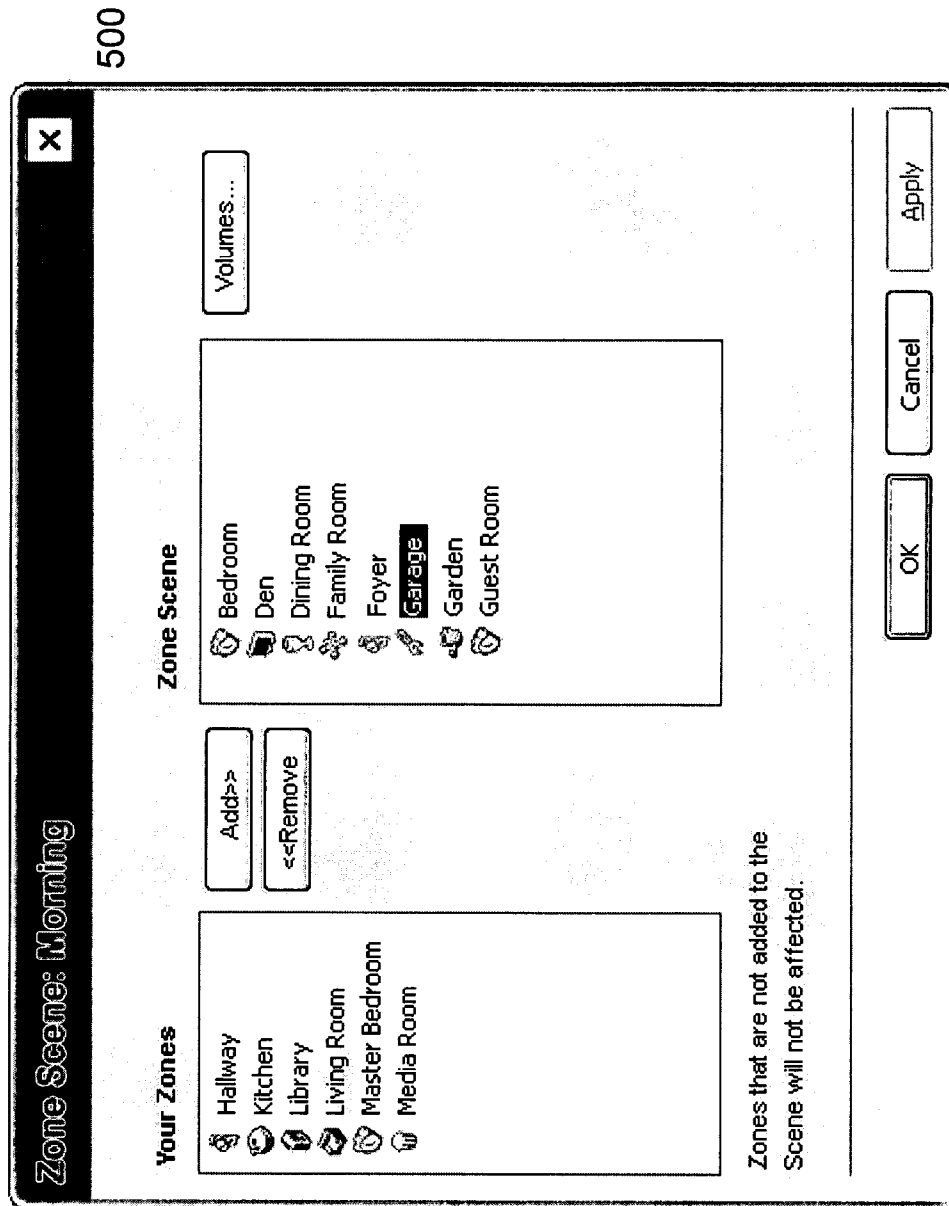 500
Zone Scene: Morning
X
Your Zones
Hallway
Kitchen
Library
Living Room
Master Bedroom
Media Room
Add>>
<<Remove
Zone Scene
Bedroom
Den
Dining Room
Family Room
Foyer
Garage
Garden
Guest Room
Volumes...
Zones that are not added to the
Scene will not be affected.
OK
Cancel
Apply